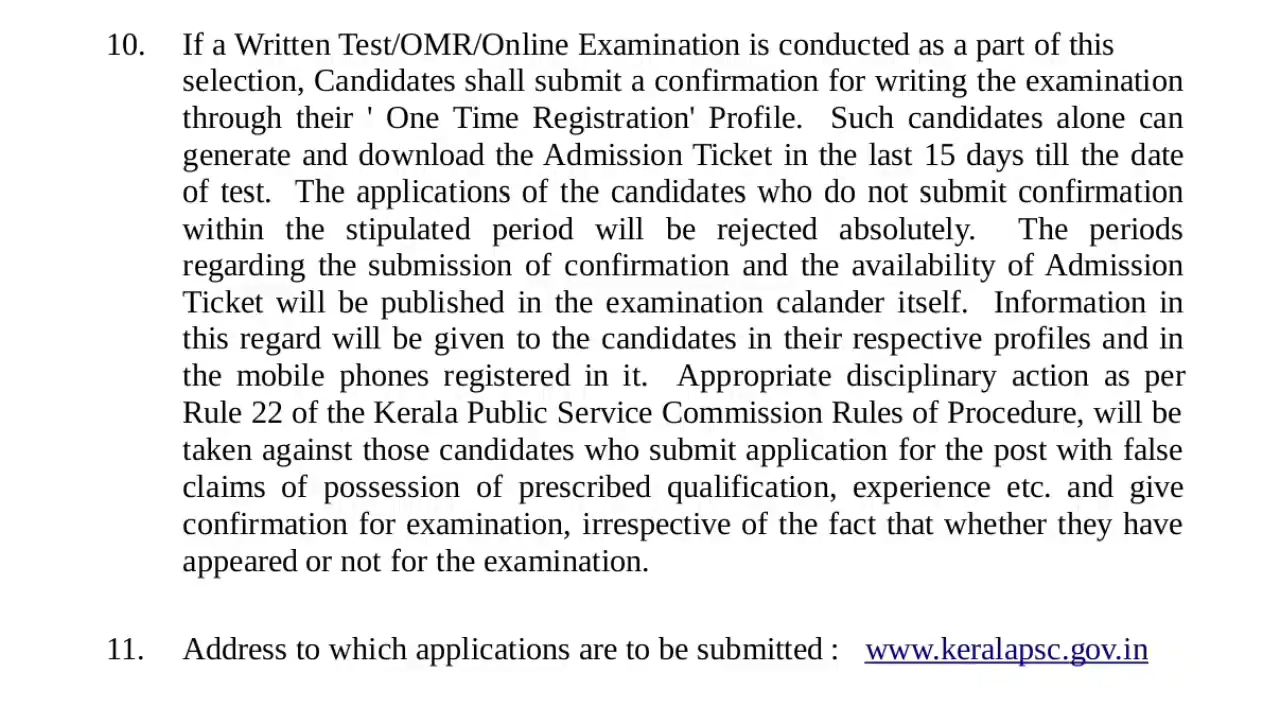 10. If a Written Test/OMR/Online Examination is conducted as a part of this
selection, Candidates shall submit a confirmation for writing the examination
through their ' One Time Registration' Profile. Such candidates alone can
generate and download the Admission Ticket in the last 15 days till the date
of test. The applications of the candidates who do not submit confirmation
within the stipulated period will be rejected absolutely. The periods
regarding the submission of confirmation and the availability of Admission
Ticket will be published in the examination calander itself. Information in
this regard will be given to the candidates in their respective profiles and in
the mobile phones registered in it. Appropriate disciplinary action as per
Rule 22 of the Kerala Public Service Commission Rules of Procedure, will be
taken against those candidates who submit application for the post with false
claims of possession of prescribed qualification, experience etc. and give
confirmation for examination, irrespective of the fact that whether they have
appeared or not for the examination.
11. Address to which applications are to be submitted : www.keralapsc.gov.in